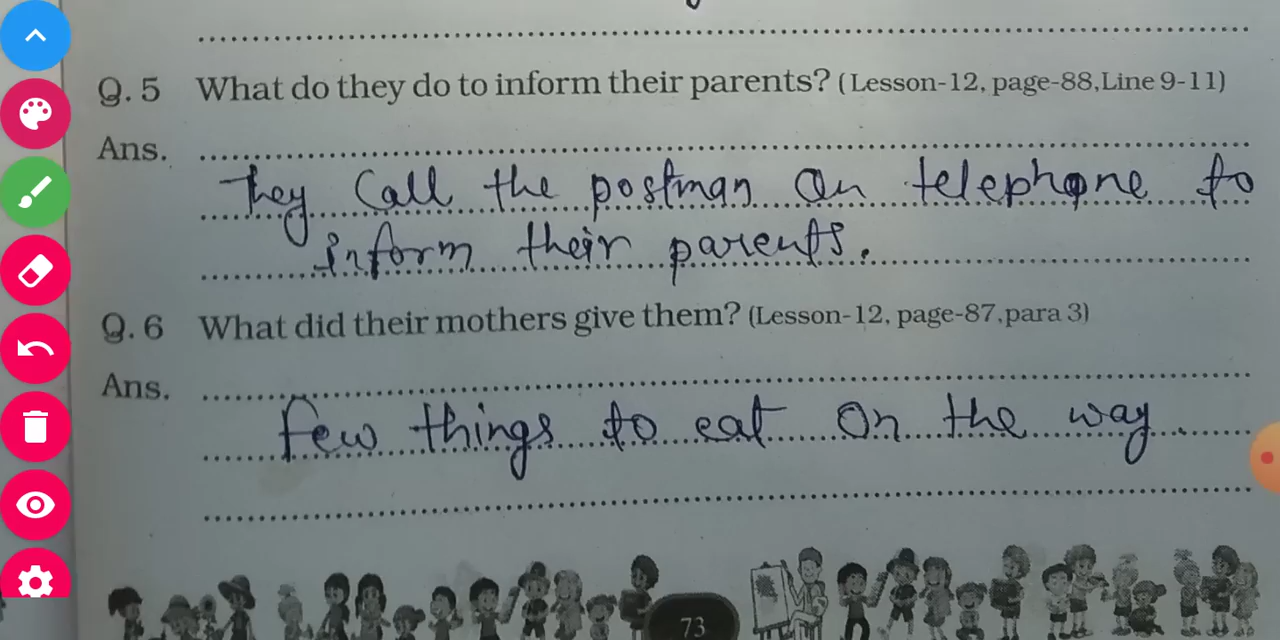 Q. 5 What do they do to inform their parents? (Lesson-12, page-88,Line 9-11)
Ans.
They call the postman on telephone to
inform their parents.
Q. 6 What did their mothers give them? (Lesson-12, page-87,para 3)
Ans.
few things to eat on the way.
73